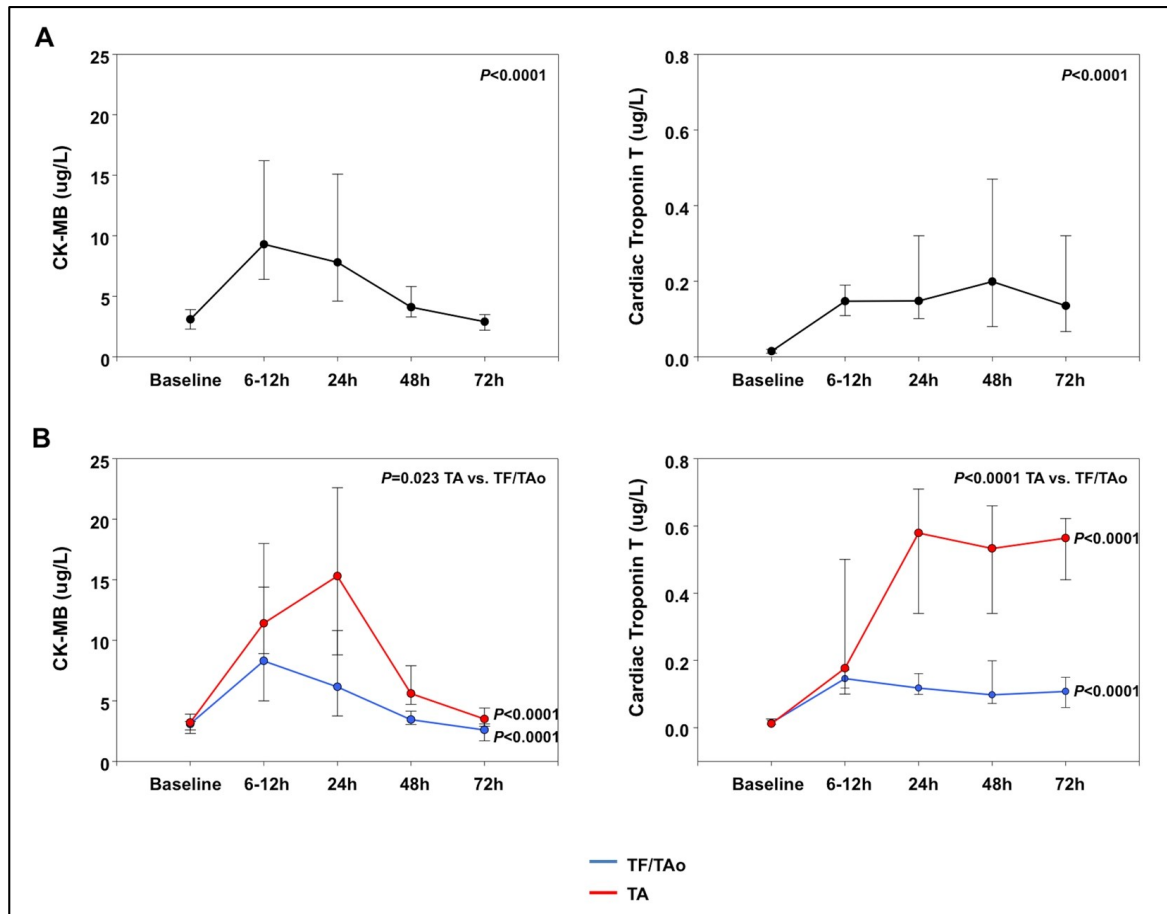 A
25
20
15
10
5
0
CK-MB (ug/L)
P<0.0001
Baseline 6-12h 24h 48h 72h
0.8
0.6
0.4
0.2
0.0
Cardiac Troponin T (ug/L)
P<0.0001
Baseline 6-12h 24h 48h 72h
B
25
20
15
10
5
0
CK-MB (ug/L)
P=0.023 TA vs. TF/TAo
P<0.0001
P<0.0001
Baseline 6-12h 24h 48h 72h
0.8
0.6
0.4
0.2
0.0
Cardiac Troponin T (ug/L)
P<0.0001 TA vs. TF/TAo
P<0.0001
P<0.0001
Baseline 6-12h 24h 48h 72h
TF/TAo
TA